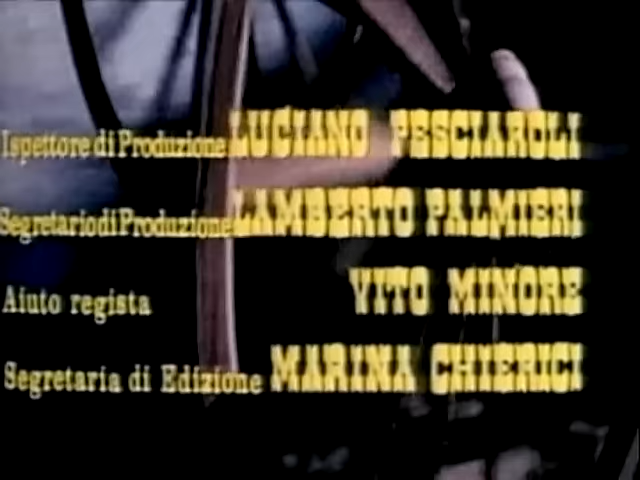 Ispettore di Produzione LUCIANO PESCIAROLI
Segretario di Produzione LAMBERTO PALMIERI
Aiuto regista VITO MINORE
Segretaria di Edizione MARINA CHIERICI